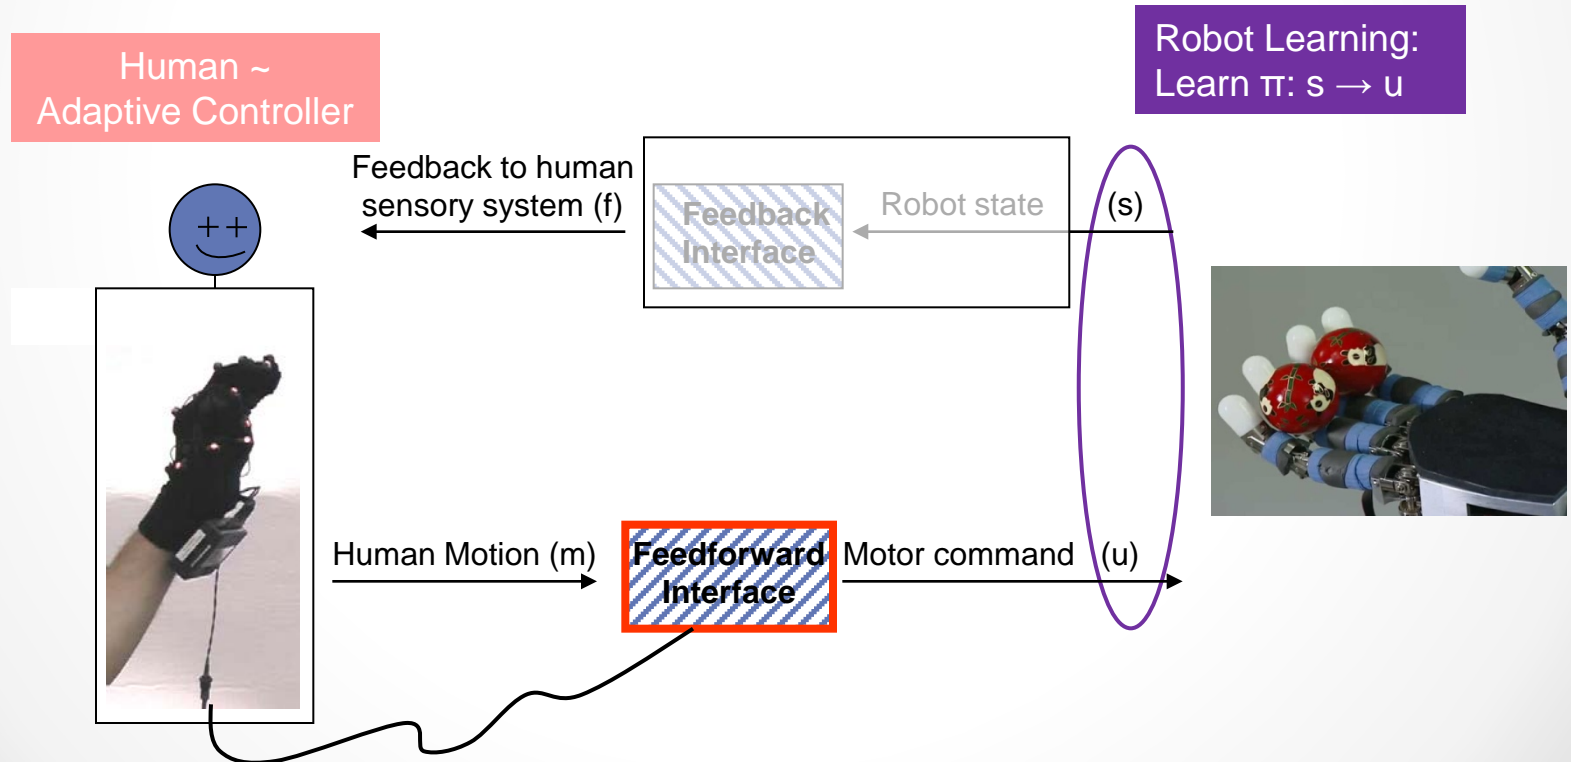 Human ~
Adaptive Controller
Robot Learning:
Learn π: s → u
Feedback to human
sensory system (f)
Feedback
Interface
Robot state
(s)
Human Motion (m)
Feedforward
Interface
Motor command
(u)